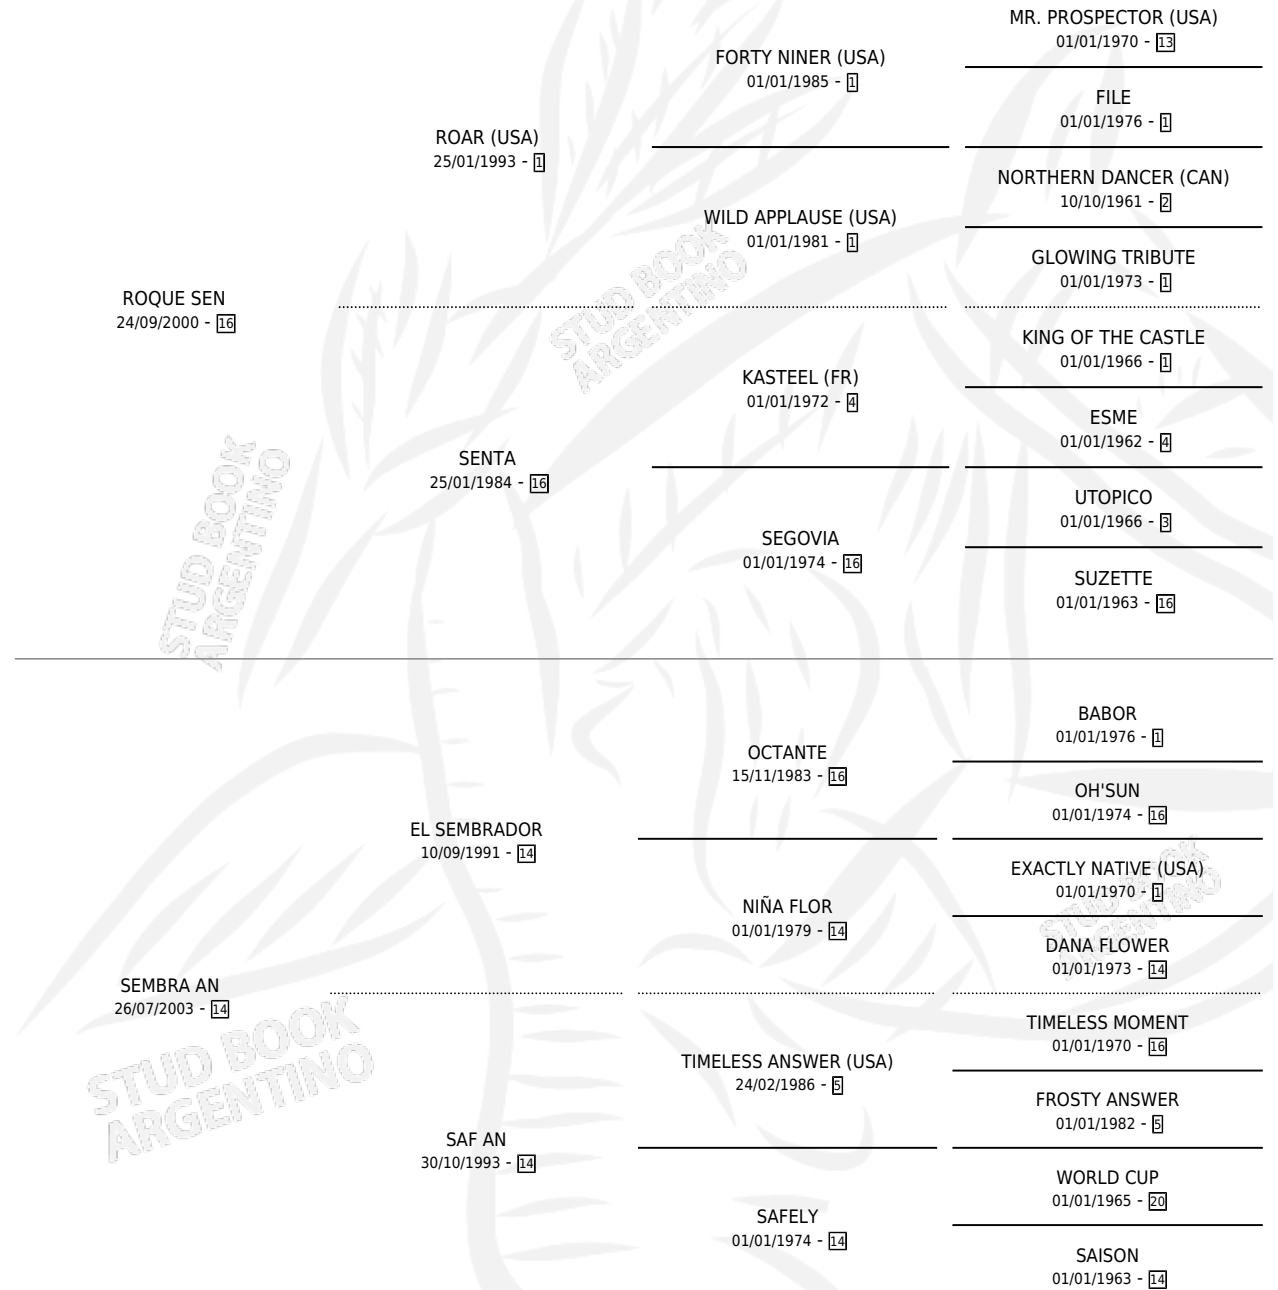 MR. PROSPECTOR (USA)
01/01/1970 - 13
FORTY NINER (USA)
01/01/1985 - 1
FILE
01/01/1976 - 1
ROAR (USA)
25/01/1993 - 1
NORTHERN DANCER (CAN)
10/10/1961 - 2
WILD APPLAUSE (USA)
01/01/1981 - 1
GLOWING TRIBUTE
01/01/1973 - 1
ROQUE SEN
24/09/2000 - 16
KING OF THE CASTLE
01/01/1966 - 1
KASTEEL (FR)
01/01/1972 - 4
ESME
01/01/1962 - 4
SENTA
25/01/1984 - 16
UTOPICO
01/01/1966 - 3
SEGOVIA
01/01/1974 - 16
SUZETTE
01/01/1963 - 16
BABOR
01/01/1976 - 1
OCTANTE
15/11/1983 - 16
OH'SUN
01/01/1974 - 16
EL SEMBRADOR
10/09/1991 - 14
EXACTLY NATIVE (USA)
01/01/1970 - 1
NIÑA FLOR
01/01/1979 - 14
DANA FLOWER
01/01/1973 - 14
SEMBRA AN
26/07/2003 - 14
TIMELESS MOMENT
01/01/1970 - 16
TIMELESS ANSWER (USA)
24/02/1986 - 5
FROSTY ANSWER
01/01/1982 - 5
SAF AN
30/10/1993 - 14
WORLD CUP
01/01/1965 - 20
SAFELY
01/01/1974 - 14
SAISON
01/01/1963 - 14
STUD BOOK
ARGENTINO
STUD BOOK
ARGENTINO
STUD BOOK
ARGENTINO
STUD BOOK
ARGENTINO